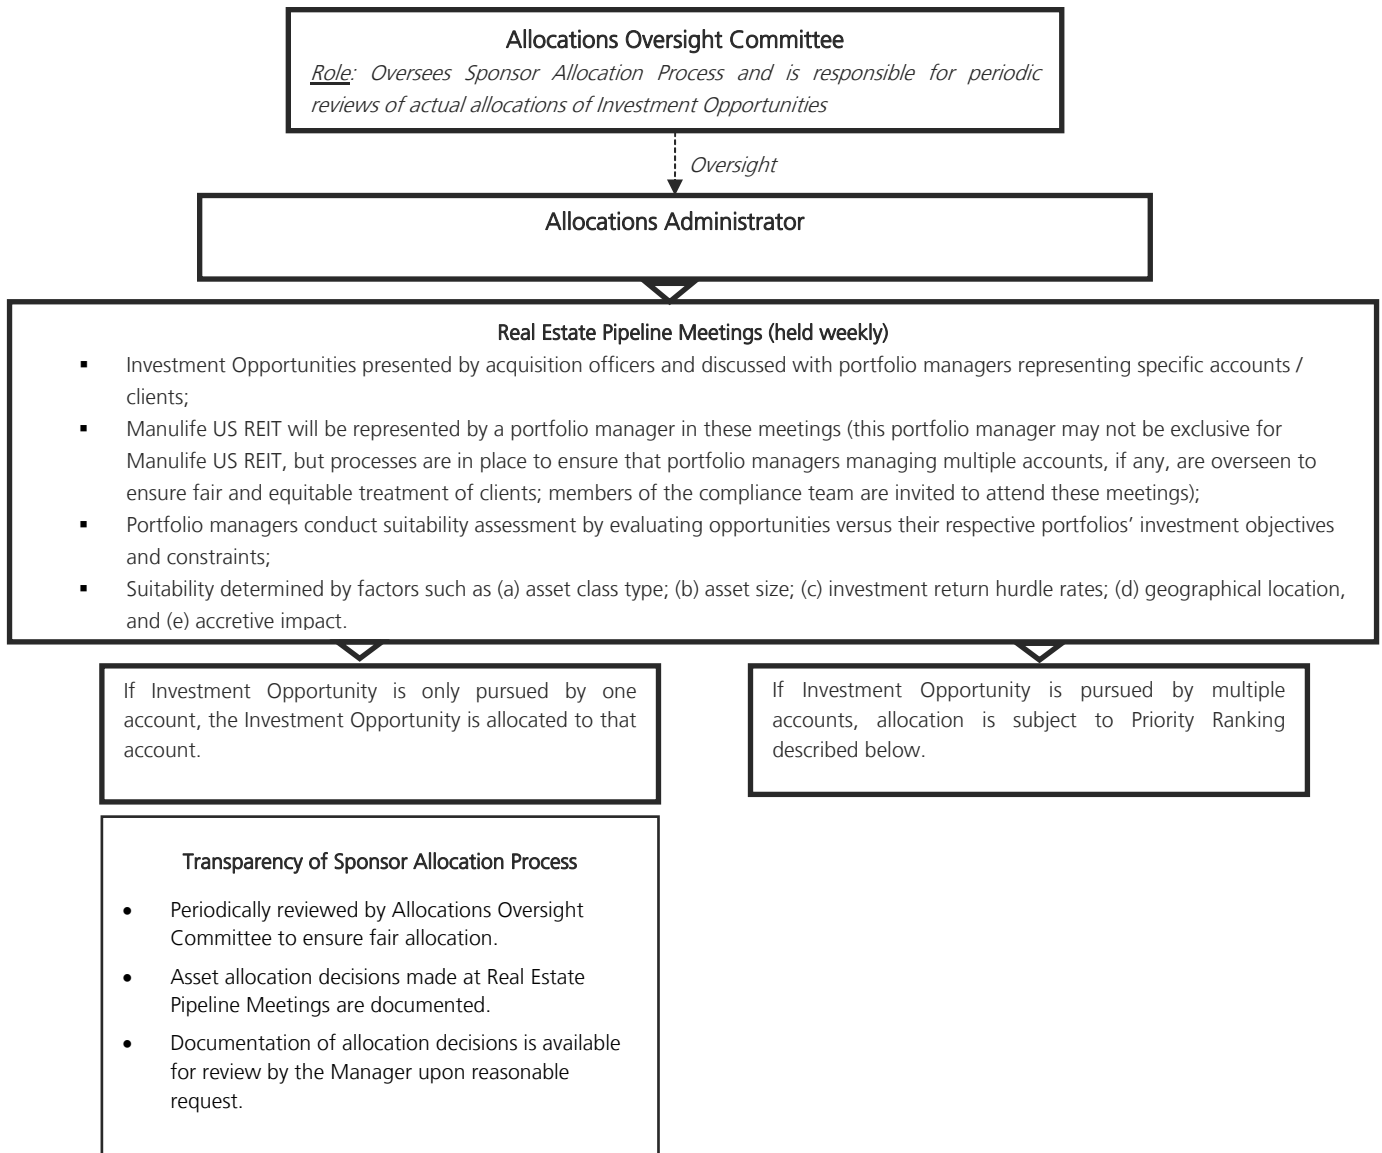 Allocations Oversight Committee
Role: Oversees Sponsor Allocation Process and is responsible for periodic
reviews of actual allocations of Investment Opportunities
Oversight
Allocations Administrator
Real Estate Pipeline Meetings (held weekly)
▪ Investment Opportunities presented by acquisition officers and discussed with portfolio managers representing specific accounts /
clients;
▪ Manulife US REIT will be represented by a portfolio manager in these meetings (this portfolio manager may not be exclusive for
Manulife US REIT, but processes are in place to ensure that portfolio managers managing multiple accounts, if any, are overseen to
ensure fair and equitable treatment of clients; members of the compliance team are invited to attend these meetings);
▪ Portfolio managers conduct suitability assessment by evaluating opportunities versus their respective portfolios’ investment objectives
and constraints;
▪ Suitability determined by factors such as (a) asset class type; (b) asset size; (c) investment return hurdle rates; (d) geographical location,
and (e) accretive impact.
If Investment Opportunity is only pursued by one
account, the Investment Opportunity is allocated to that
account.
If Investment Opportunity is pursued by multiple
accounts, allocation is subject to Priority Ranking
described below.
Transparency of Sponsor Allocation Process
• Periodically reviewed by Allocations Oversight
Committee to ensure fair allocation.
• Asset allocation decisions made at Real Estate
Pipeline Meetings are documented.
• Documentation of allocation decisions is available
for review by the Manager upon reasonable
request.